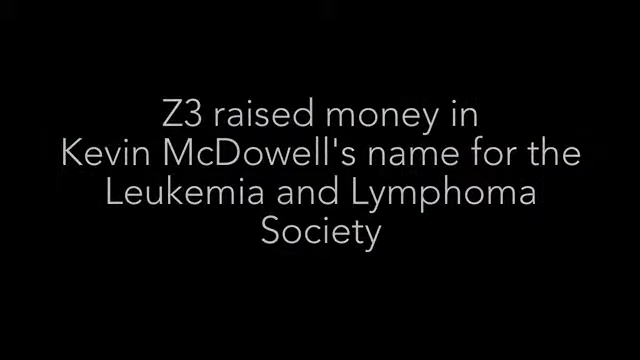 Z3 raised money in
Kevin McDowell's name for the
Leukemia and Lymphoma
Society